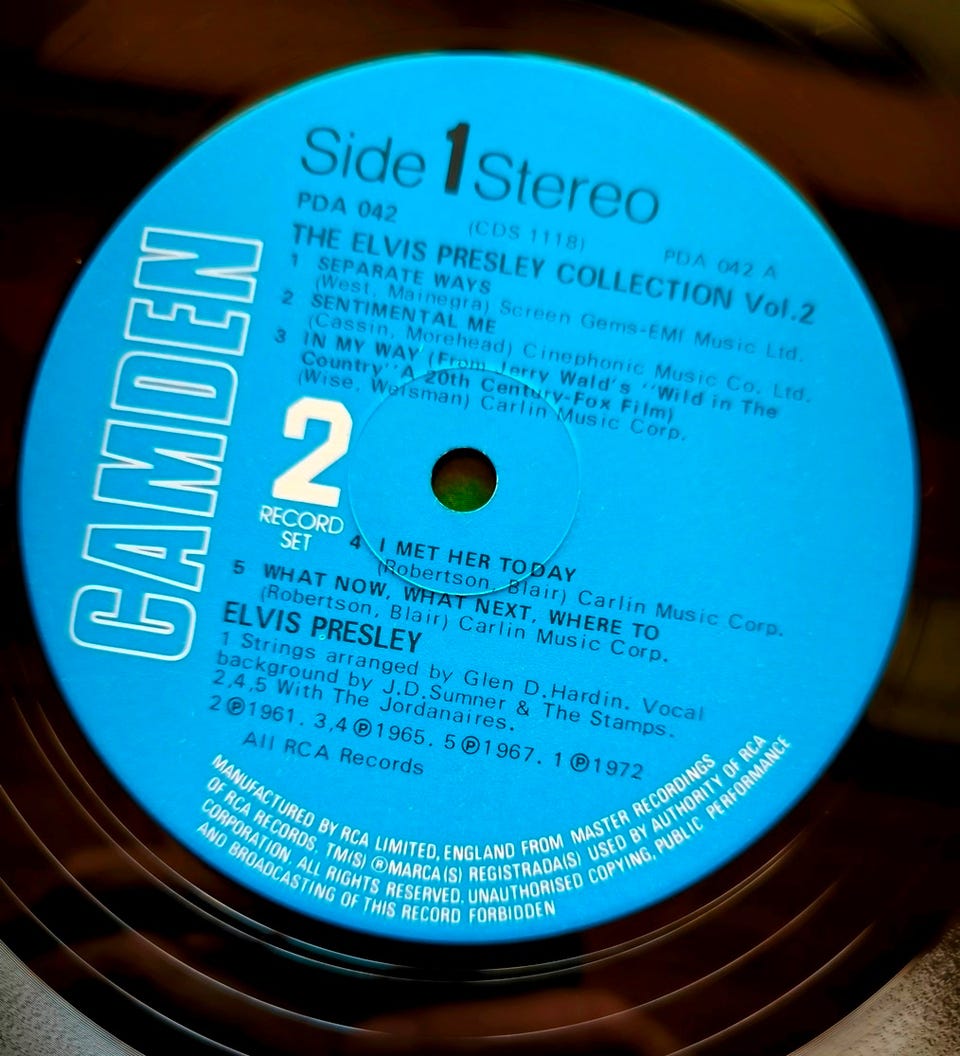 Side 1 Stereo
PDA 042
(CDS 1118)
PDA 042 A
THE ELVIS PRESLEY COLLECTION Vol.2
1 SEPARATE WAYS
(West, Mainegra) Screen Gems-EMI Music Ltd.
2 SENTIMENTAL ME
(Cassin, Morehead) Cinephonic Music Co. Ltd.
3 IN MY WAY (From Jerry Wald's "Wild in The
Country" A 20th Century-Fox Film)
(Wise, Weisman) Carlin Music Corp.
CAMDEN
2
RECORD
SET
4 I MET HER TODAY
(Robertson, Blair) Carlin Music Corp.
5 WHAT NOW, WHAT NEXT, WHERE TO
(Robertson, Blair) Carlin Music Corp.
ELVIS PRESLEY
1 Strings arranged by Glen D.Hardin. Vocal
background by J.D.Sumner & The Stamps.
2,4,5 With The Jordanaires.
2 ℗ 1961. 3,4 ℗ 1965. 5 ℗ 1967. 1 ℗ 1972
All RCA Records
MANUFACTURED BY RCA LIMITED, ENGLAND FROM MASTER RECORDINGS
OF RCA RECORDS. TM(S) ® MARCA(S) REGISTRADA(S) USED BY AUTHORITY OF RCA
CORPORATION. ALL RIGHTS RESERVED. UNAUTHORISED COPYING, PUBLIC PERFORMANCE
AND BROADCASTING OF THIS RECORD FORBIDDEN